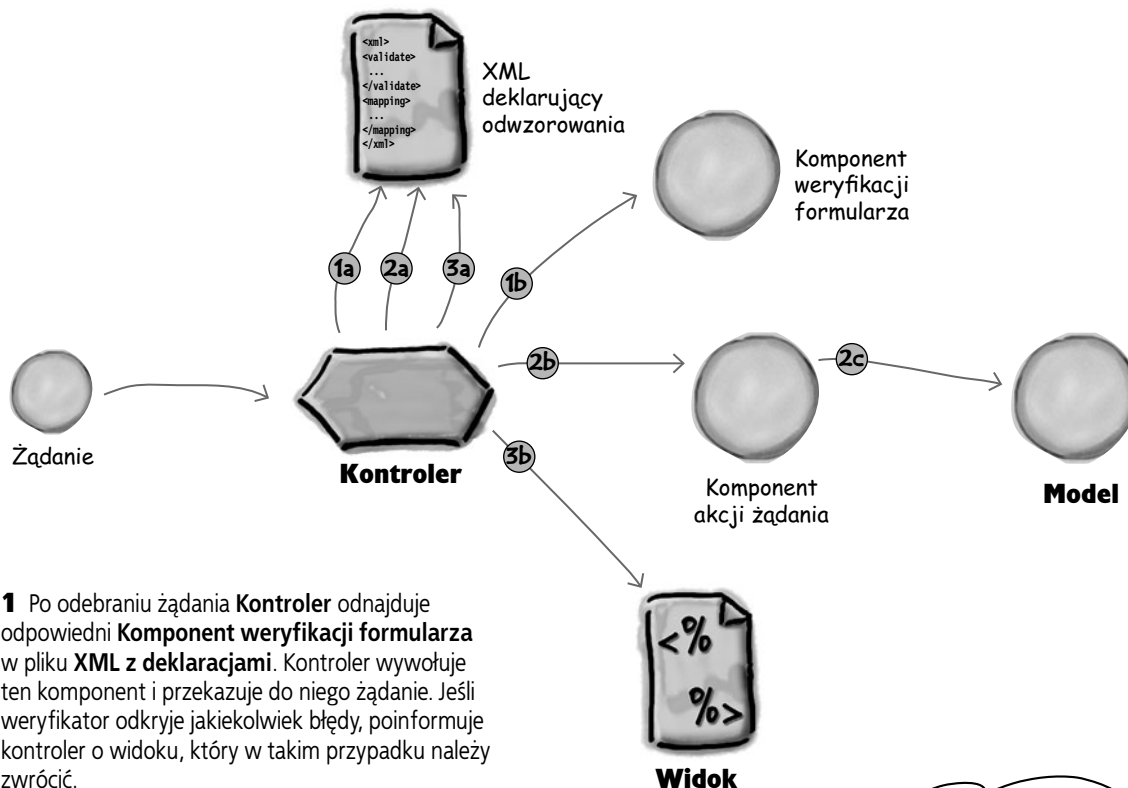 <xml>
<validate>
...
</validate>
<mapping>
...
</mapping>
</xml>
XML
deklarujący
odwzorowania
Komponent
weryfikacji
formularza
1a
2a
3a
1b
2b
2c
3b
Żądanie
Kontroler
Komponent
akcji żądania
Model
1 Po odebraniu żądania Kontroler odnajduje
odpowiedni Komponent weryfikacji formularza
w pliku XML z deklaracjami. Kontroler wywołuje
ten komponent i przekazuje do niego żądanie. Jeśli
weryfikator odkryje jakiekolwiek błędy, poinformuje
kontroler o widoku, który w takim przypadku należy
zwrócić.
<%
%>
Widok